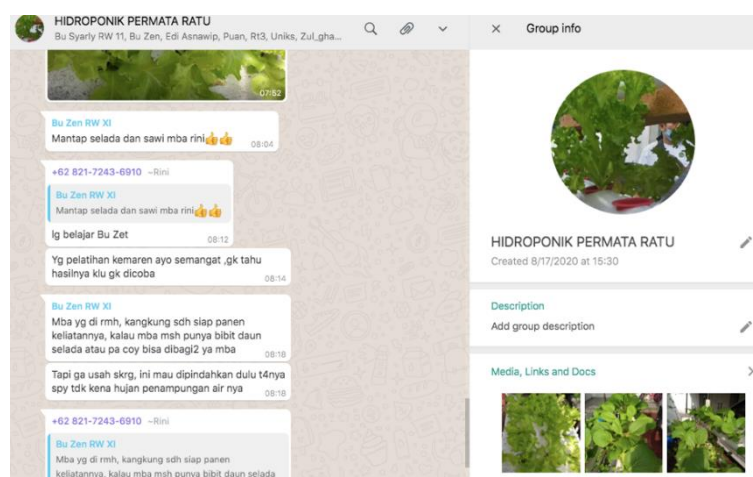 HIDROPONIK PERMATA RATU
Bu Syarly RW 11, Bu Zen, Edi Asnawip, Puan, Rt3, Uniks, Zul_gha...
07:52
Bu Zen RW XI
Mantap selada dan sawi mba rini👍👍
08:04
+62 821-7243-6910 ~Rini
Bu Zen RW XI
Mantap selada dan sawi mba rini👍👍
lg belajar Bu Zet
08:12
Yg pelatihan kemaren ayo semangat ,gk tahu
hasilnya klu gk dicoba
08:14
Bu Zen RW XI
Mba yg di rmh, kangkung sdh siap panen
keliatannya, kalau mba msh punya bibit daun
selada atau pa coy bisa dibagi2 ya mba
08:18
Tapi ga usah skrg, ini mau dipindahkan dulu t4nya
spy tdk kena hujan penampungan air nya
08:18
+62 821-7243-6910 ~Rini
Bu Zen RW XI
Mba yg di rmh, kangkung sdh siap panen
keliatannya, kalau mba msh punya bibit daun selada
Group info
HIDROPONIK PERMATA RATU
Created 8/17/2020 at 15:30
Description
Add group description
Media, Links and Docs